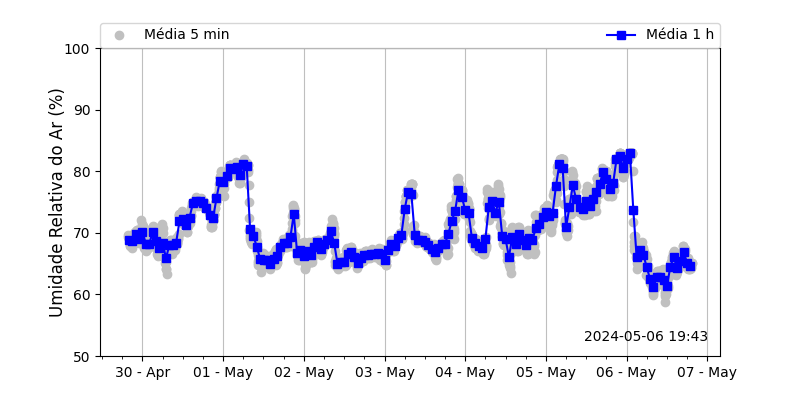 Média 5 min Média 1 h
100
90
80
70
60
50
Umidade Relativa do Ar (%)
2024-05-06 19:43
30 - Apr 01 - May 02 - May 03 - May 04 - May 05 - May 06 - May 07 - May